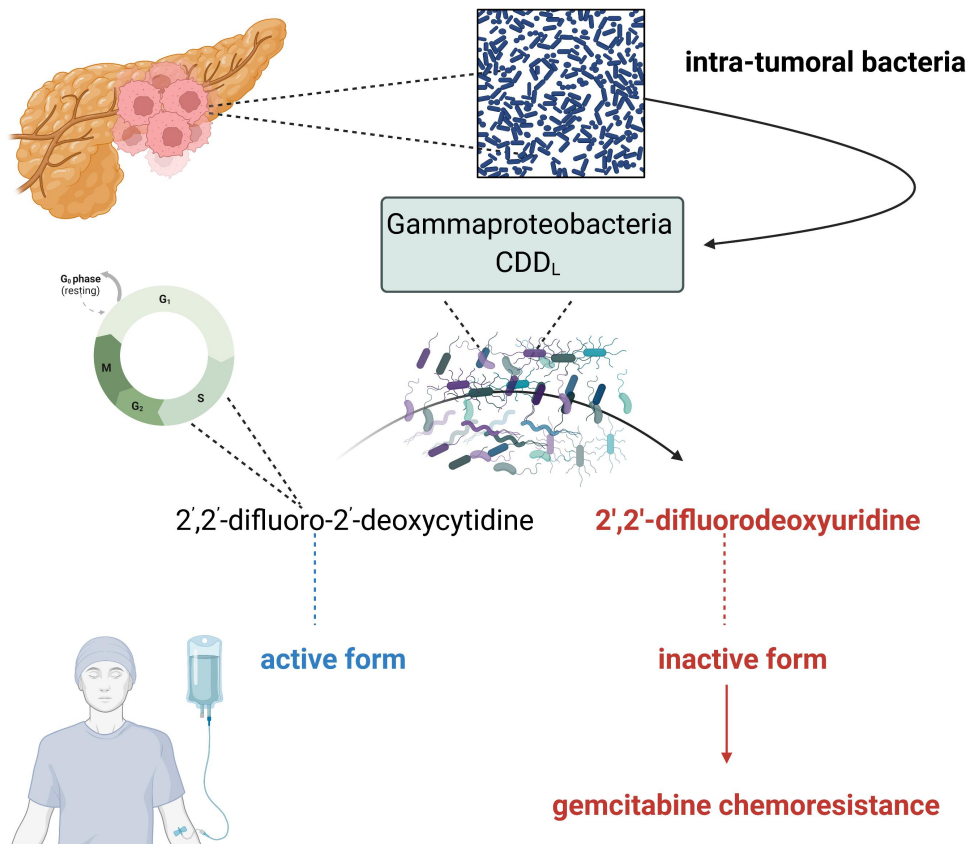 intra-tumoral bacteria
Gammaproteobacteria
CDD_L
G₀ phase
(resting)
G₁
M
S
G₂
2′,2′-difluoro-2′-deoxycytidine
2',2'-difluorodeoxyuridine
active form
inactive form
gemcitabine chemoresistance